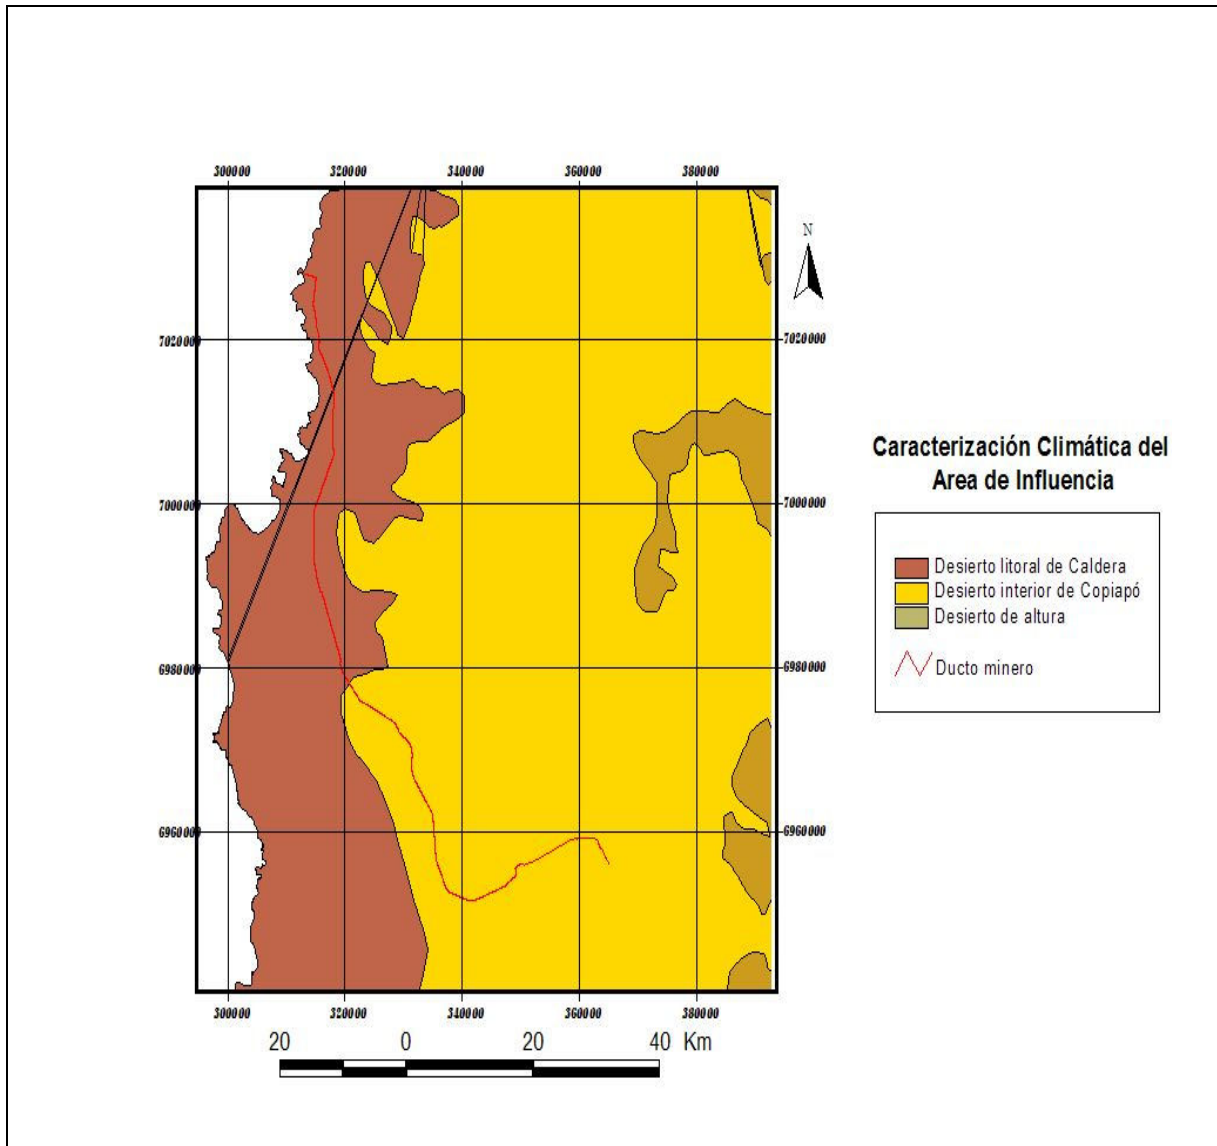 300000 320000 340000 360000 380000
N
7020000 7020000
Caracterización Climática del
Area de Influencia
7000000 7000000
Desierto litoral de Caldera
Desierto interior de Copiapó
Desierto de altura
6980000 6980000
Ducto minero
6960000 6960000
300000 320000 340000 360000 380000
20 0 20 40 Km